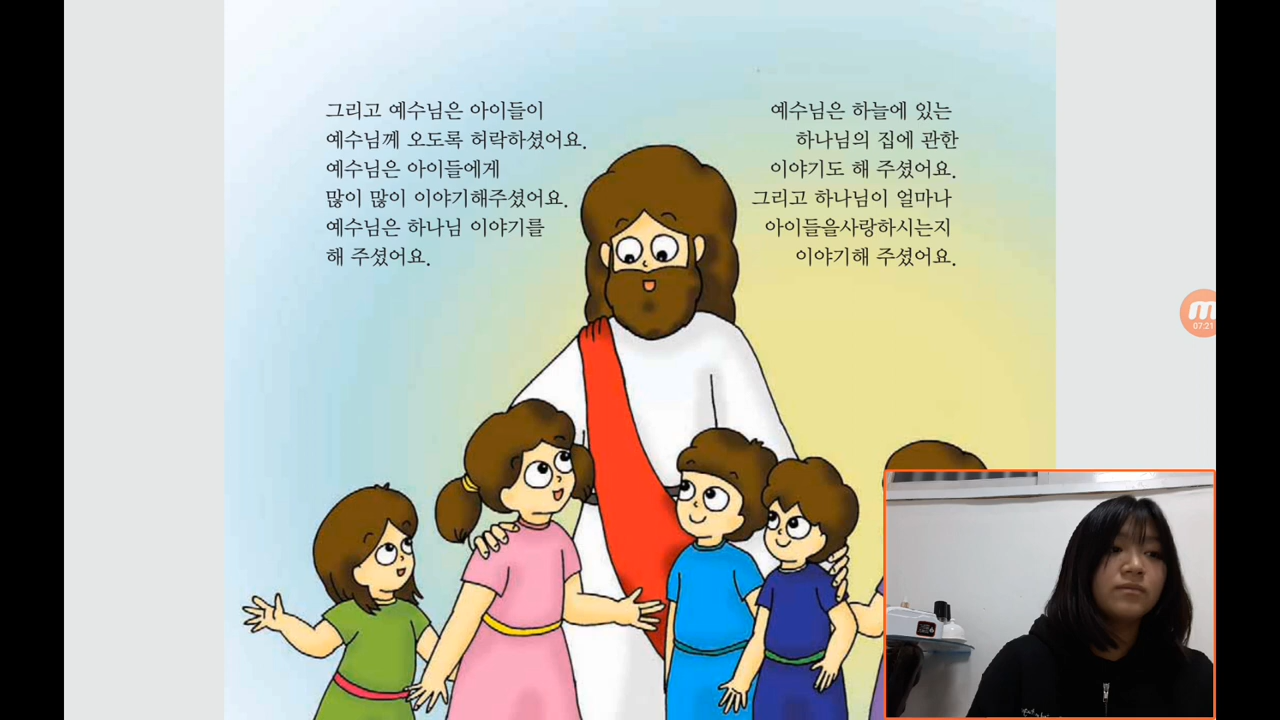 그리고 예수님은 아이들이
예수님께 오도록 허락하셨어요.
예수님은 아이들에게
많이 많이 이야기해주셨어요.
예수님은 하나님 이야기를
해 주셨어요.
예수님은 하늘에 있는
하나님의 집에 관한
이야기도 해 주셨어요.
그리고 하나님이 얼마나
아이들을사랑하시는지
이야기해 주셨어요.
07:21